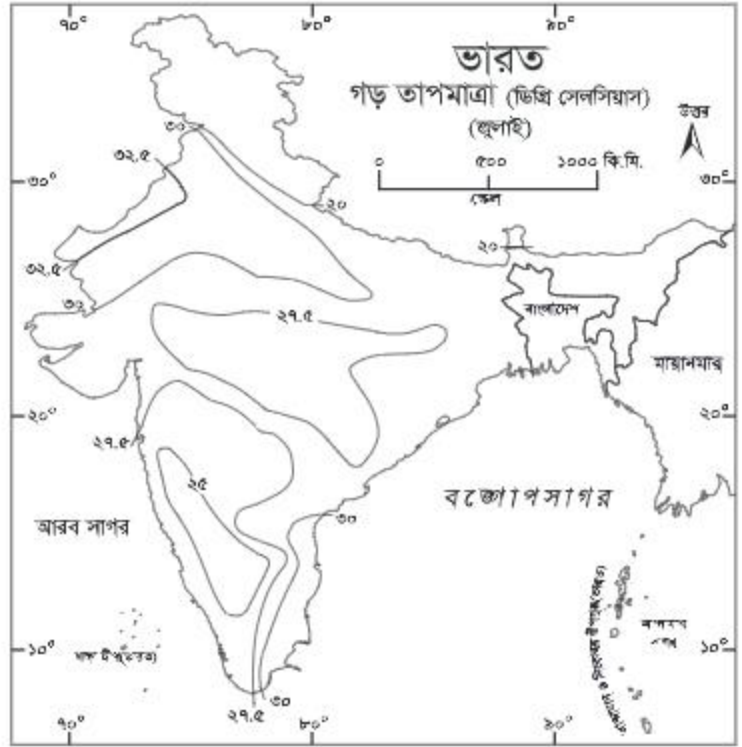 ৭০° ৮০° ৯০°
ভারত
গড় তাপমাত্রা (ডিগ্রি সেলসিয়াস)
(জুলাই)
উত্তর
০ ৫০০ ১০০০ কি.মি.
স্কেল
৩০
৩২.৫
৩০° ৩০°
২০
২০
৩২.৫
৩০
২৭.৫
বাংলাদেশ
মায়ানমার
২০° ২০°
২৭.৫
২৫
বঙ্গোপসাগর
৩০
আরব সাগর
১০° ১০°
৩০
২৭.৫
৭০° ৮০° ৯০°